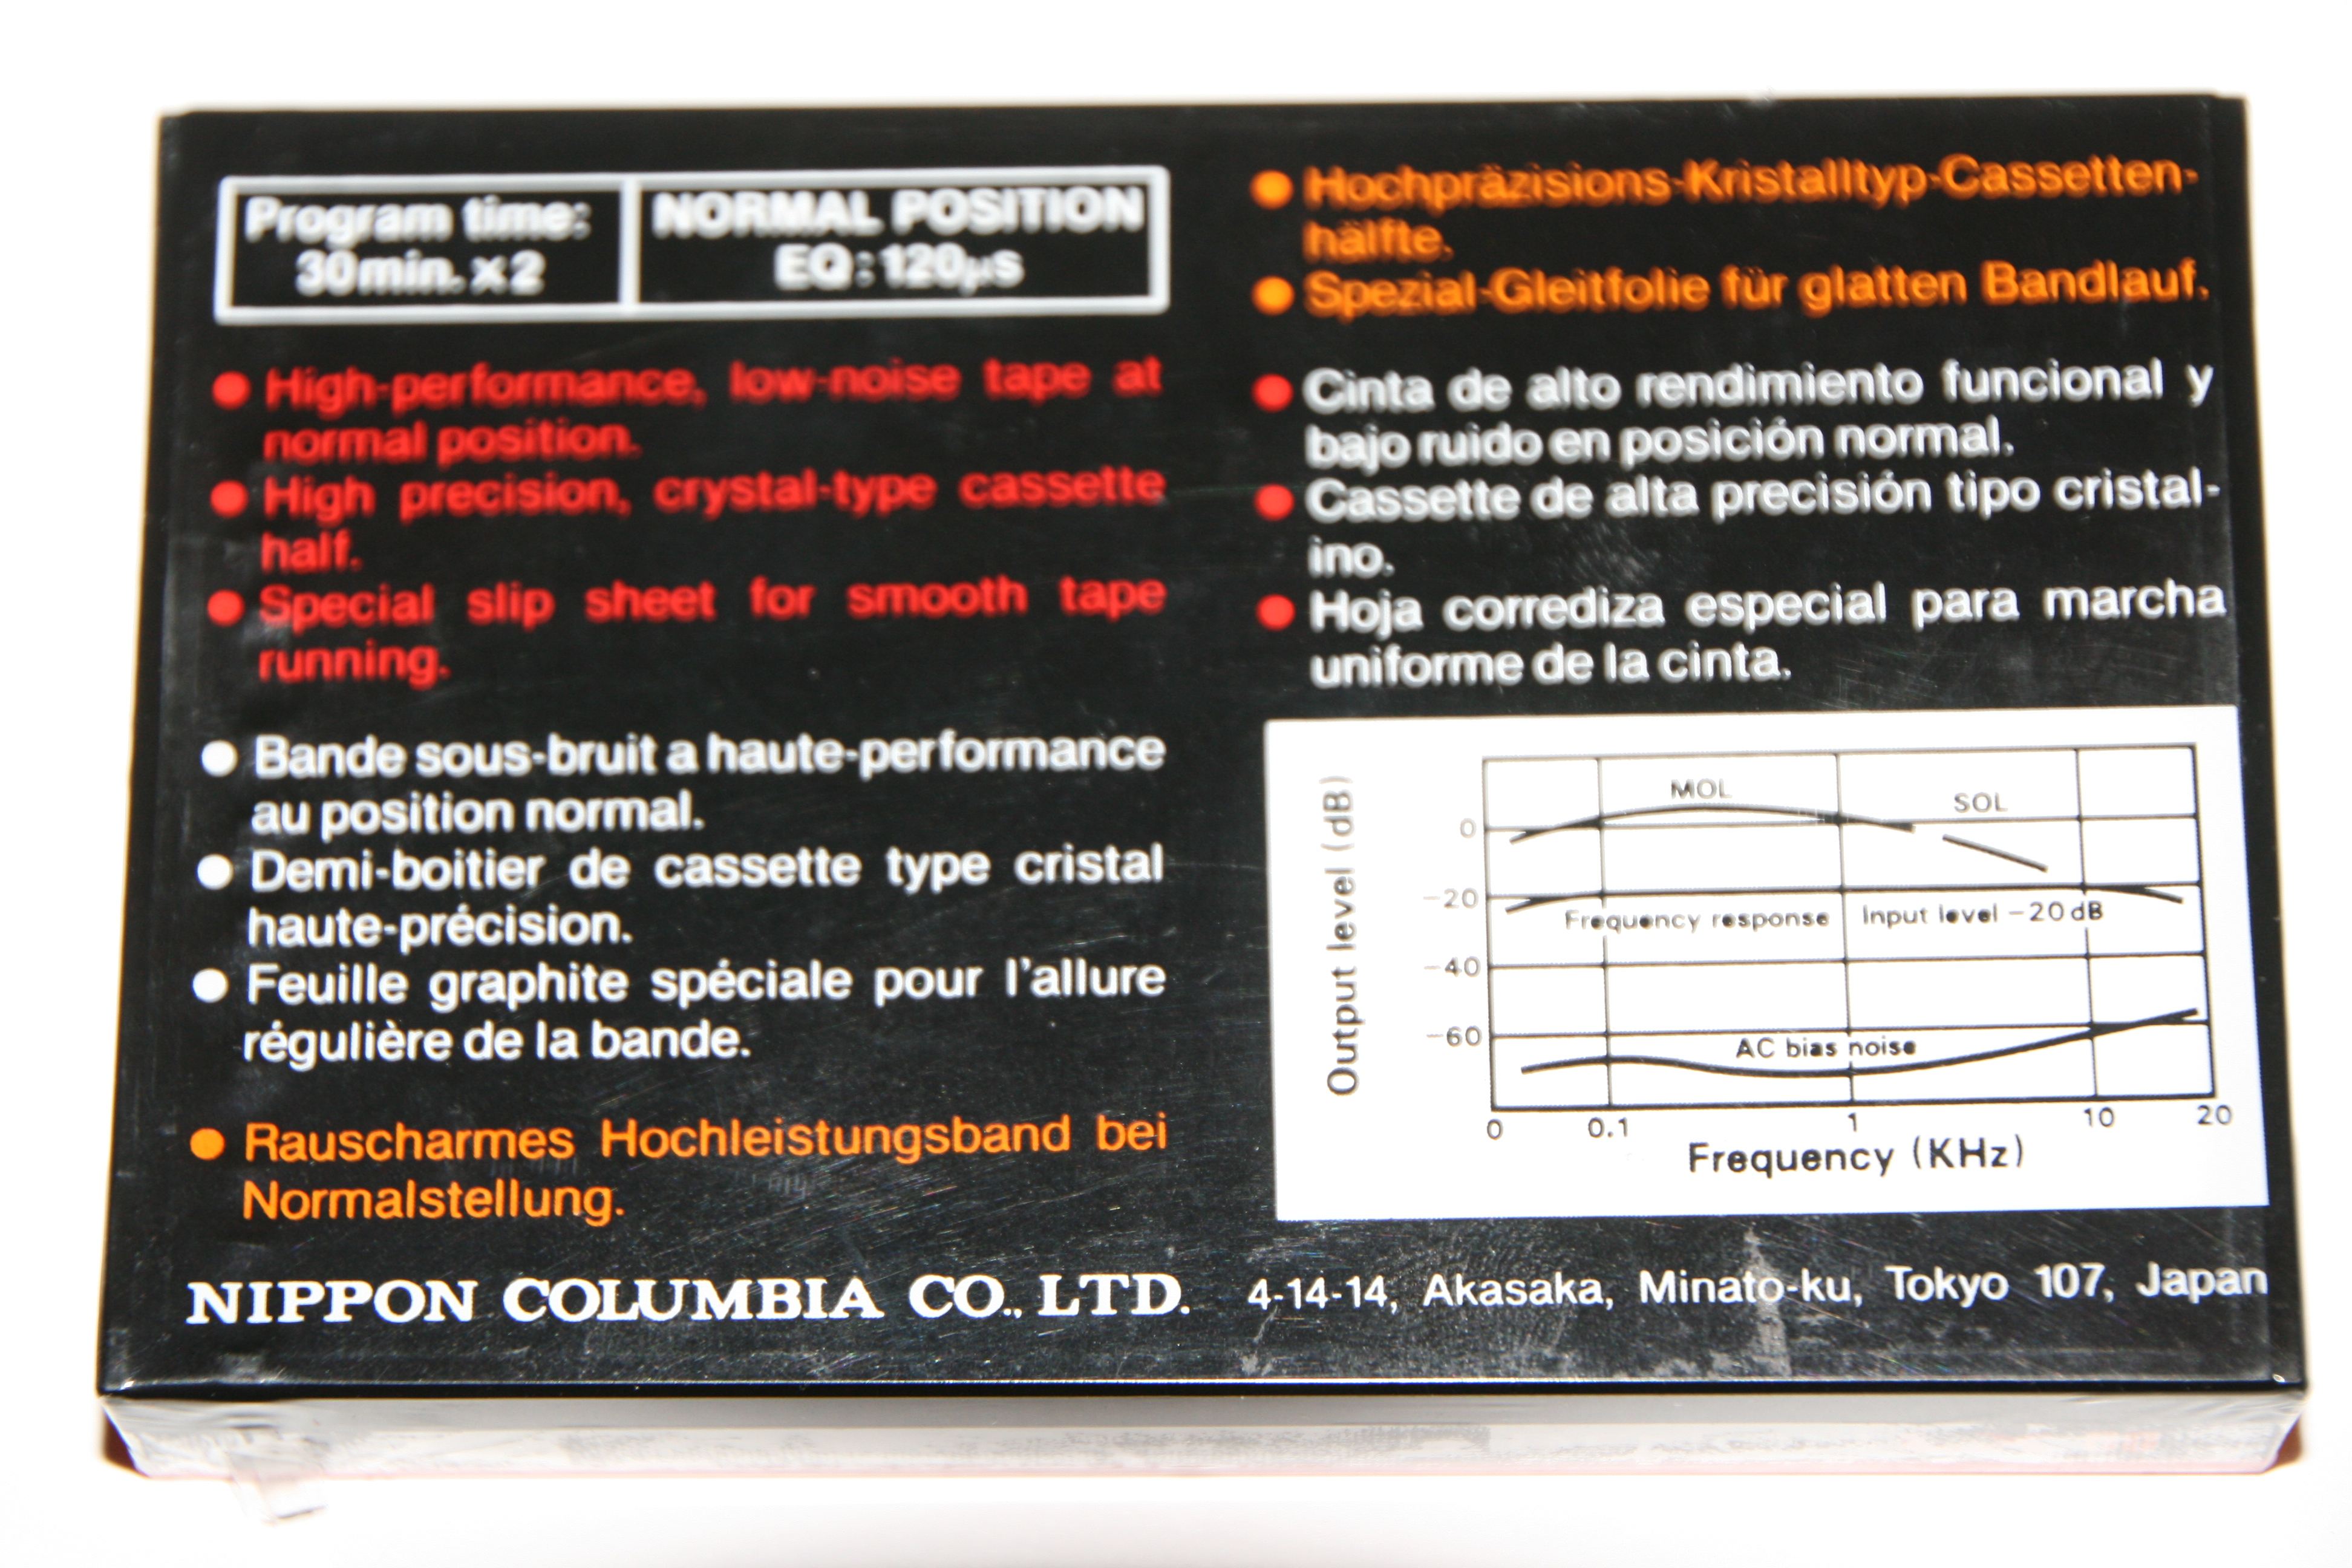 Program time:
30min. x 2
NORMAL POSITION
EQ : 120μs
● High-performance, low-noise tape at
normal position.
● High precision, crystal-type cassette
half.
● Special slip sheet for smooth tape
running.
● Bande sous-bruit a haute-performance
au position normal.
● Demi-boitier de cassette type cristal
haute-précision.
● Feuille graphite spéciale pour l'allure
régulière de la bande.
● Rauscharmes Hochleistungsband bei
Normalstellung.
● Hochpräzisions-Kristalltyp-Cassetten-
hälfte.
● Spezial-Gleitfolie für glatten Bandlauf.
● Cinta de alto rendimiento funcional y
bajo ruido en posición normal.
● Cassette de alta precisión tipo cristal-
ino.
● Hoja corrediza especial para marcha
uniforme de la cinta.
Output level (dB)
MOL
SOL
0
-20
Frequency response
Input level -20 dB
-40
-60
AC bias noise
0 0.1 1 10 20
Frequency (KHz)
NIPPON COLUMBIA CO., LTD. 4-14-14, Akasaka, Minato-ku, Tokyo 107, Japan